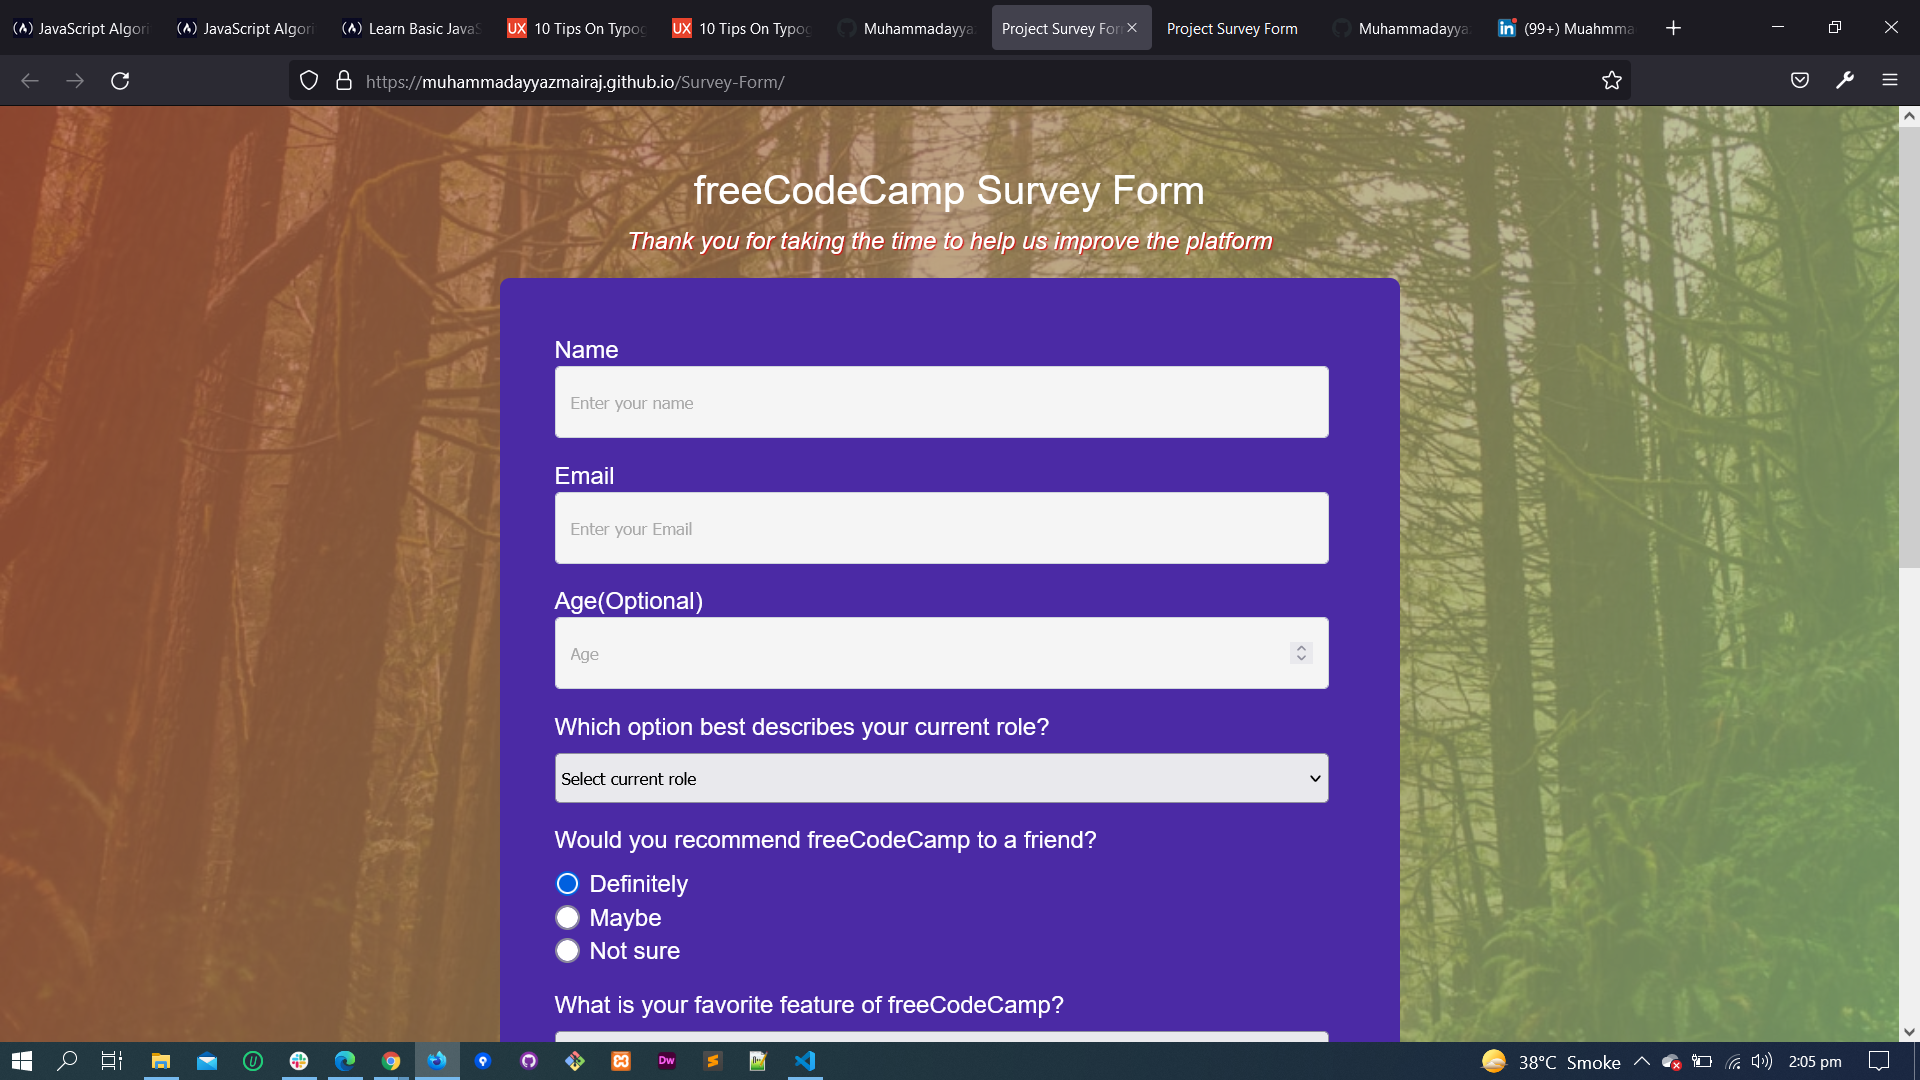 JavaScript Algori
JavaScript Algori
Learn Basic JavaS
UX 10 Tips On Typog
UX 10 Tips On Typog
Muhammadayyaz
Project Survey For
Project Survey Form
Muhammadayyaz
in (99+) Muahmma
https://muhammadayyazmairaj.github.io/Survey-Form/
freeCodeCamp Survey Form
Thank you for taking the time to help us improve the platform
Name
Enter your name
Email
Enter your Email
Age(Optional)
Age
Which option best describes your current role?
Select current role
Would you recommend freeCodeCamp to a friend?
Definitely
Maybe
Not sure
What is your favorite feature of freeCodeCamp?
Dw
38°C Smoke
2:05 pm